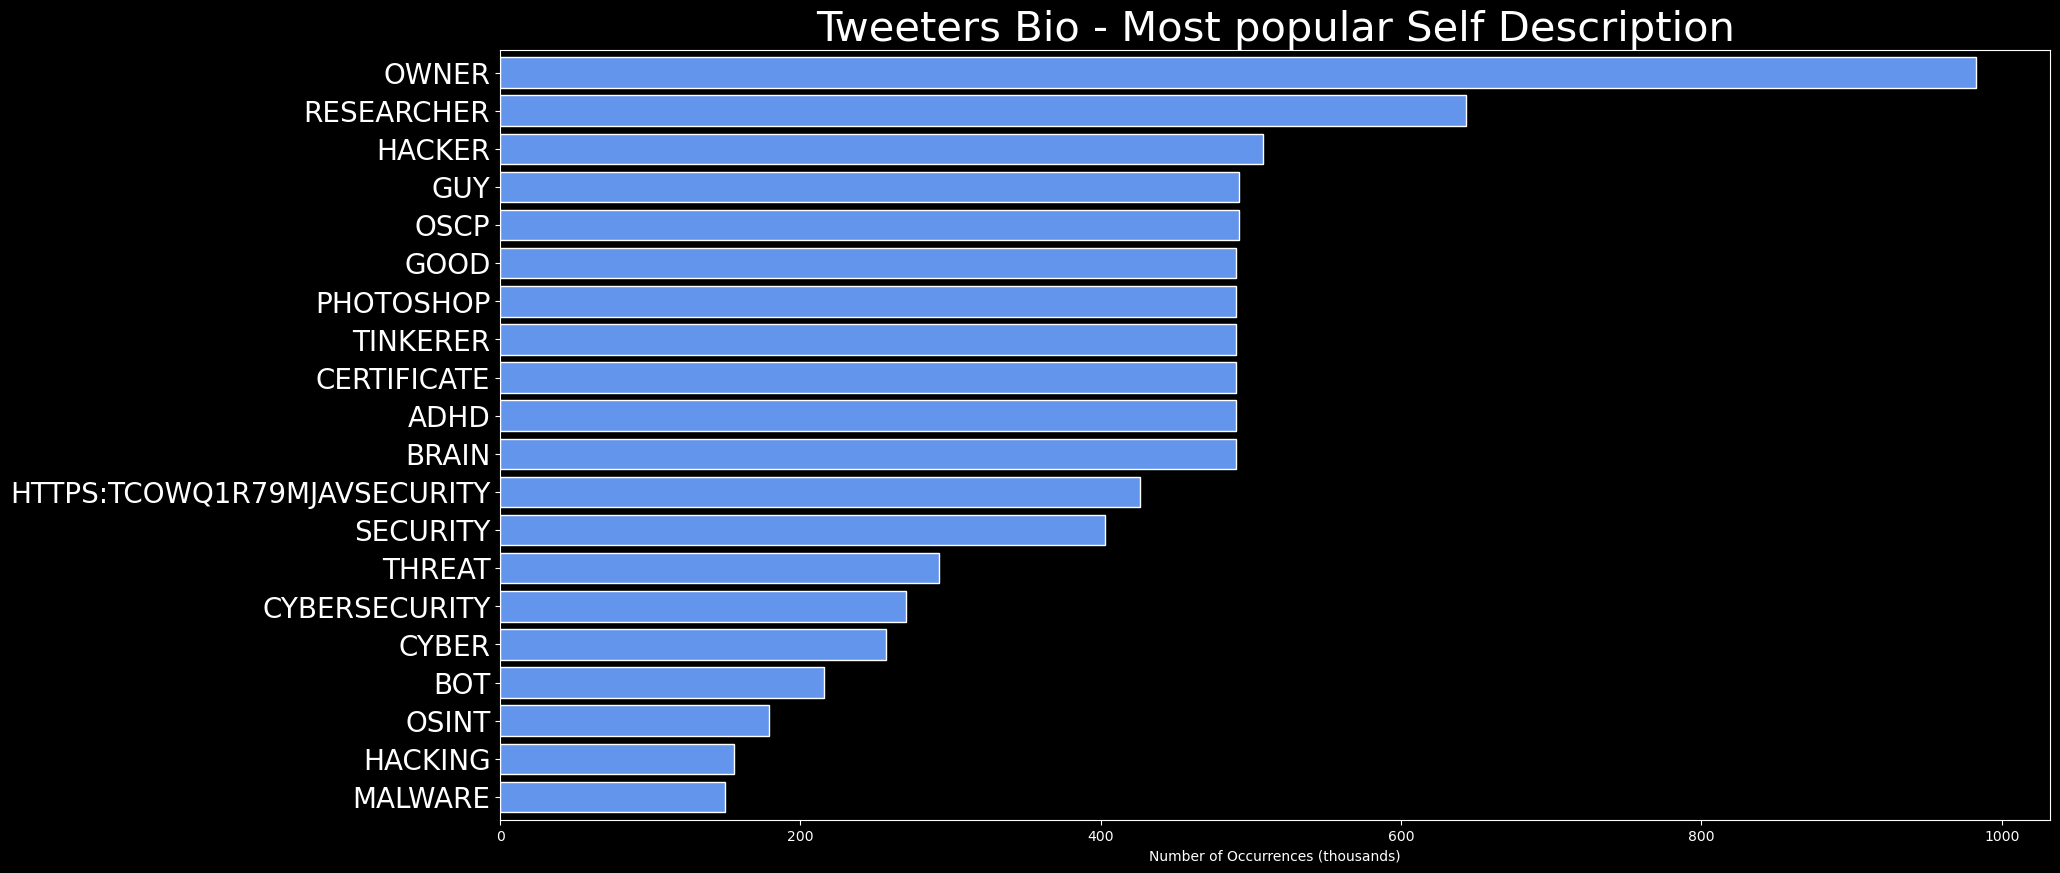 Tweeters Bio - Most popular Self Description
OWNER
RESEARCHER
HACKER
GUY
OSCP
GOOD
PHOTOSHOP
TINKERER
CERTIFICATE
ADHD
BRAIN
HTTPS:TCOWQ1R79MJAVSECURITY
SECURITY
THREAT
CYBERSECURITY
CYBER
BOT
OSINT
HACKING
MALWARE
0 200 400 600 800 1000
Number of Occurrences (thousands)